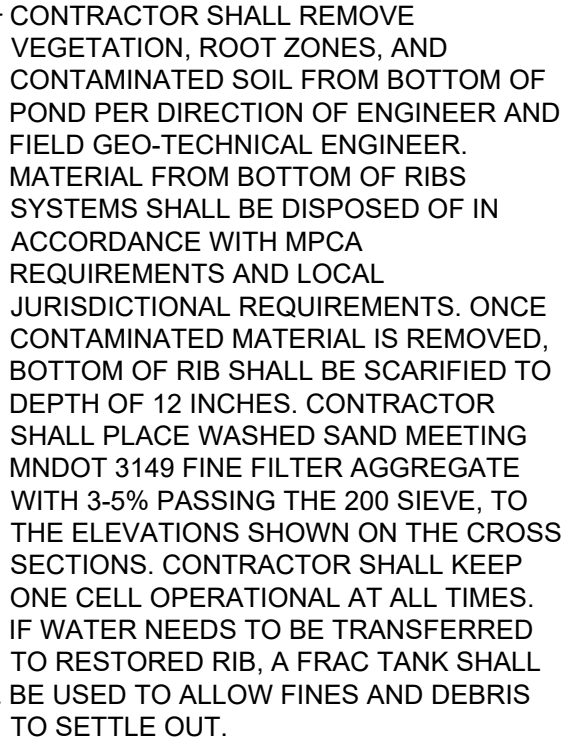 CONTRACTOR SHALL REMOVE
VEGETATION, ROOT ZONES, AND
CONTAMINATED SOIL FROM BOTTOM OF
POND PER DIRECTION OF ENGINEER AND
FIELD GEO-TECHNICAL ENGINEER.
MATERIAL FROM BOTTOM OF RIBS
SYSTEMS SHALL BE DISPOSED OF IN
ACCORDANCE WITH MPCA
REQUIREMENTS AND LOCAL
JURISDICTIONAL REQUIREMENTS. ONCE
CONTAMINATED MATERIAL IS REMOVED,
BOTTOM OF RIB SHALL BE SCARIFIED TO
DEPTH OF 12 INCHES. CONTRACTOR
SHALL PLACE WASHED SAND MEETING
MNDOT 3149 FINE FILTER AGGREGATE
WITH 3-5% PASSING THE 200 SIEVE, TO
THE ELEVATIONS SHOWN ON THE CROSS
SECTIONS. CONTRACTOR SHALL KEEP
ONE CELL OPERATIONAL AT ALL TIMES.
IF WATER NEEDS TO BE TRANSFERRED
TO RESTORED RIB, A FRAC TANK SHALL
BE USED TO ALLOW FINES AND DEBRIS
TO SETTLE OUT.